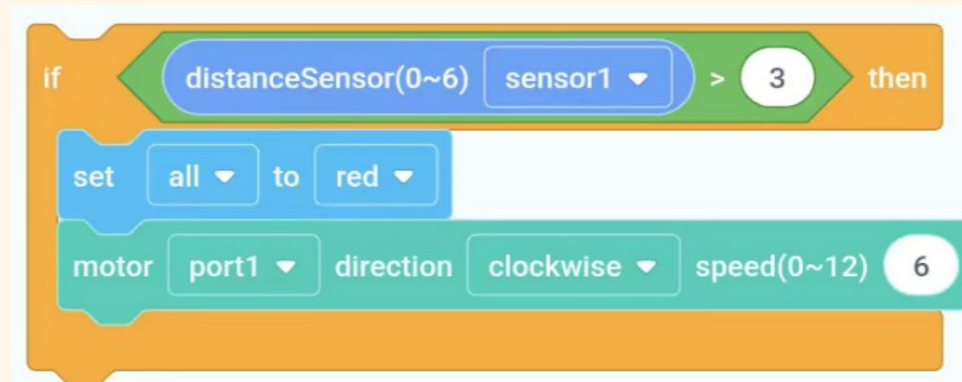 if distanceSensor(0~6) sensor1 > 3 then
set all to red
motor port1 direction clockwise speed(0~12) 6